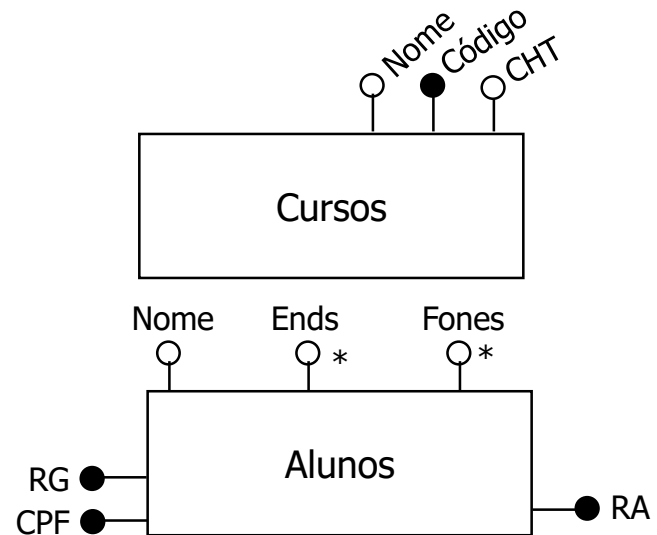 Nome Código CHT
Cursos
Nome Ends Fones
* *
Alunos
RG
CPF
RA